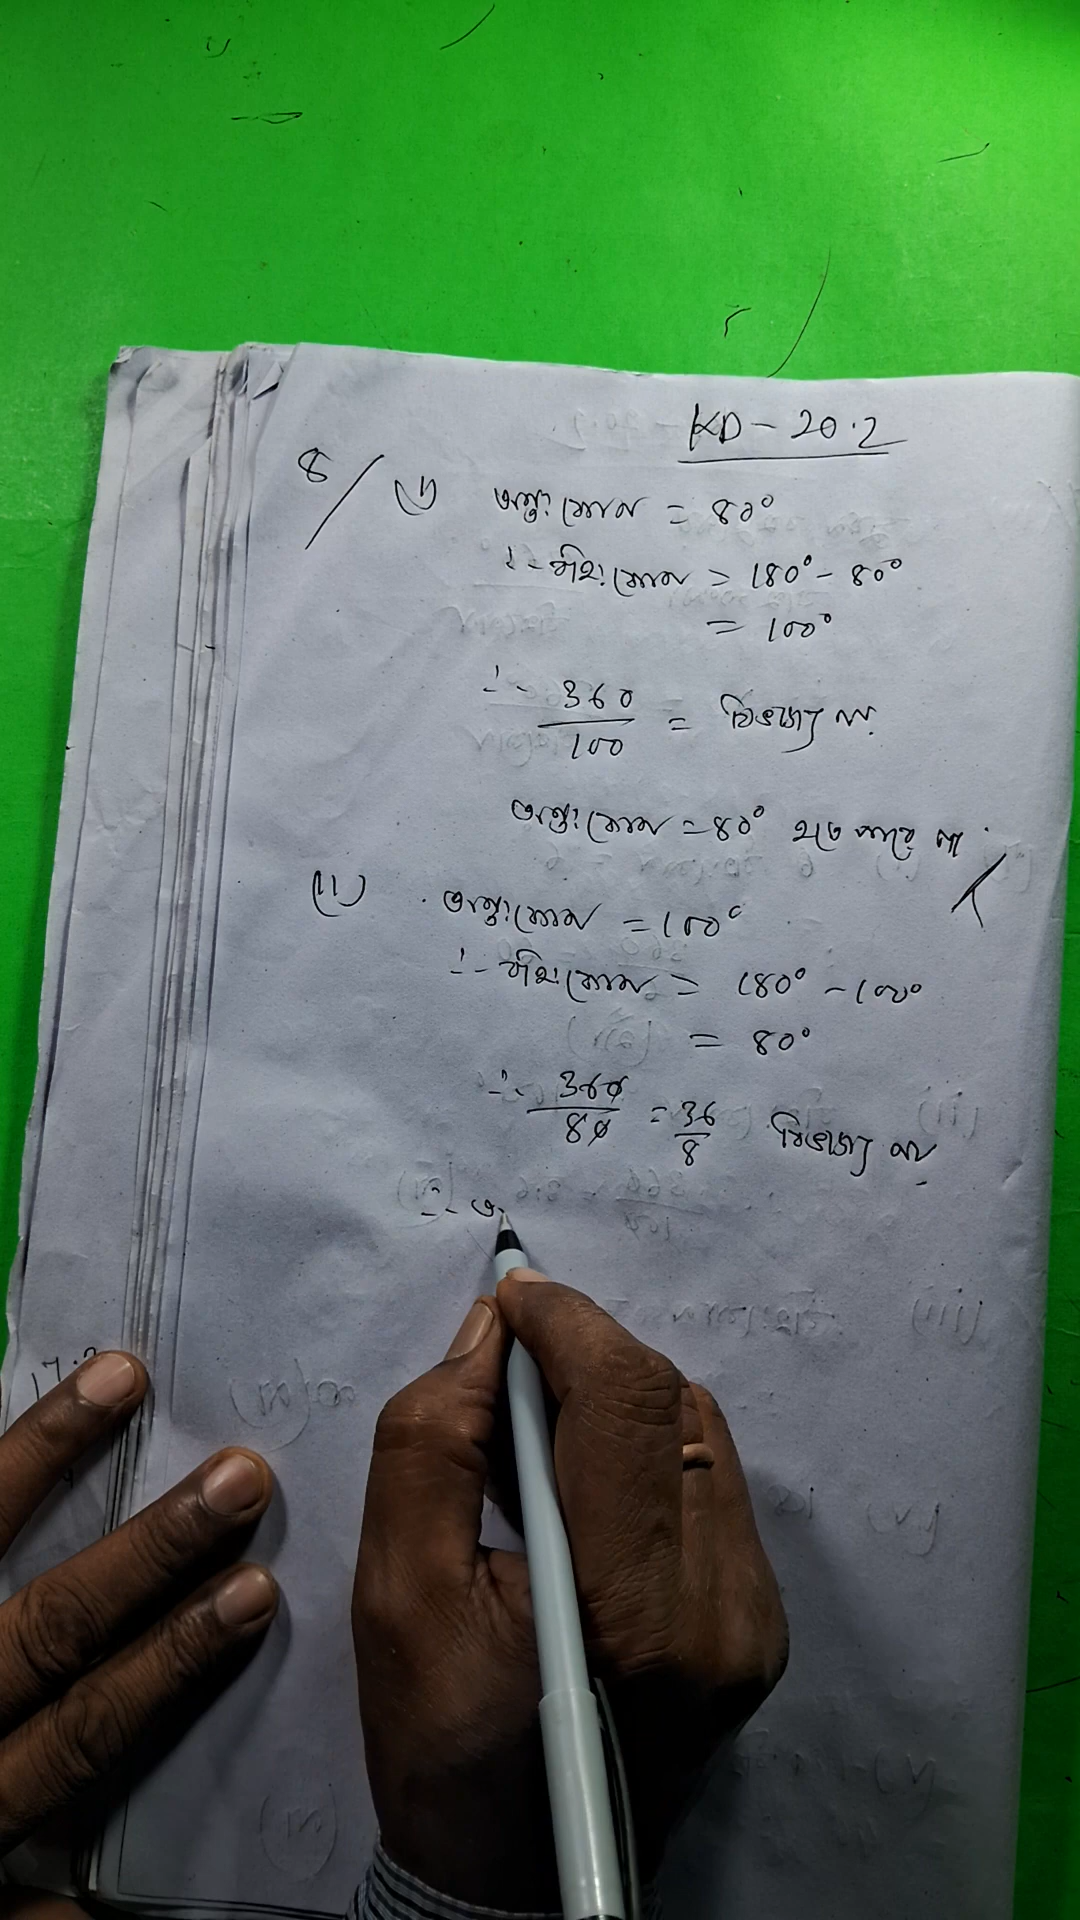 KD - 20.2
8/ (i) অন্তঃকোণ = 80°
∴ বহিঃকোণ = 180° - 80°
= 100°
∴ 360/100 = বিভাজ্য নয়
অন্তঃকোণ = 80° হতে পারে না
(ii) অন্তঃকোণ = 100°
∴ বহিঃকোণ = 180° - 100°
= 80°
∴ 360/80 = 36/8 বিভাজ্য নয়
∴ অ